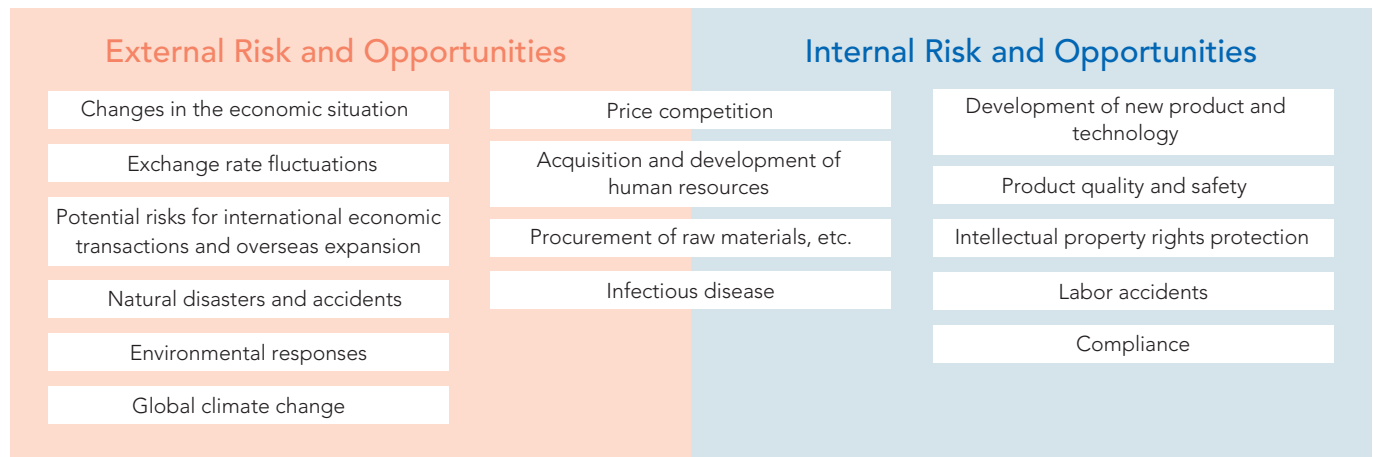 External Risk and Opportunities
Changes in the economic situation
Exchange rate fluctuations
Potential risks for international economic
transactions and overseas expansion
Natural disasters and accidents
Environmental responses
Global climate change
Price competition
Acquisition and development of
human resources
Procurement of raw materials, etc.
Infectious disease
Internal Risk and Opportunities
Development of new product and
technology
Product quality and safety
Intellectual property rights protection
Labor accidents
Compliance